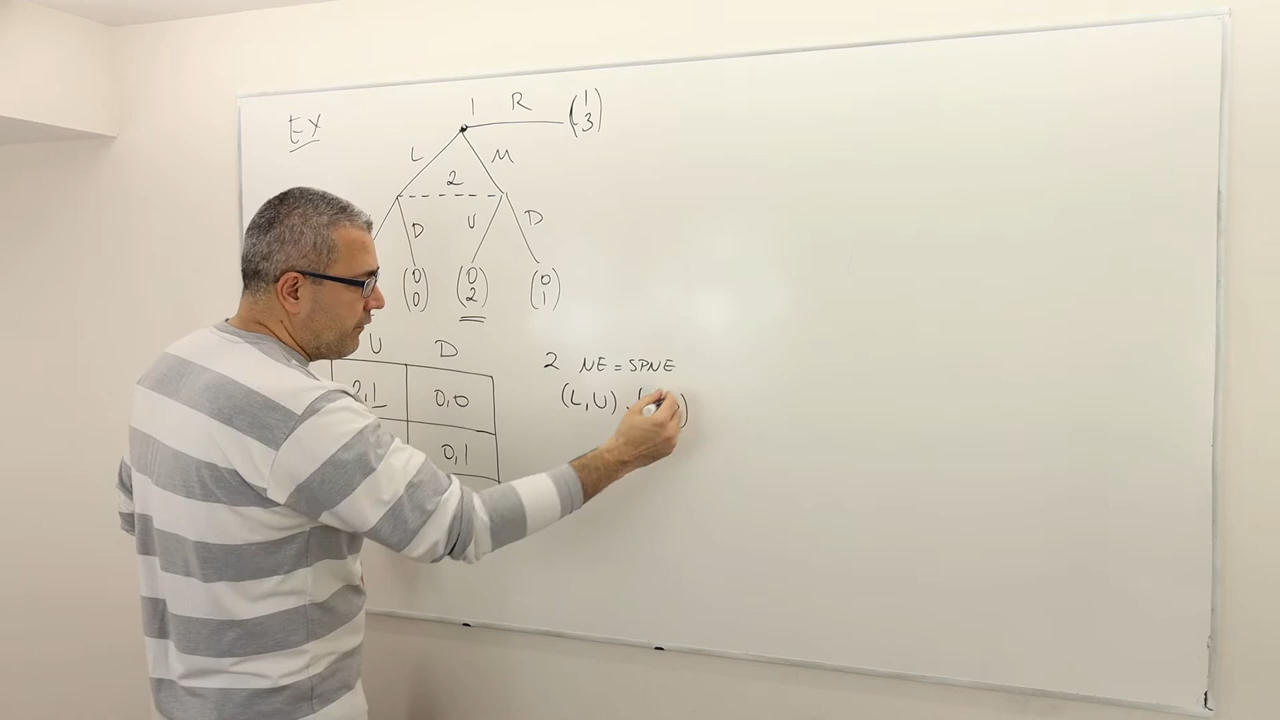 EX
1 R (1 3)
L M
2
D U D
(0 0) (0 2) (0 1)
U D
2,1 0,0
0,1
2 NE = SPNE
(L,U)